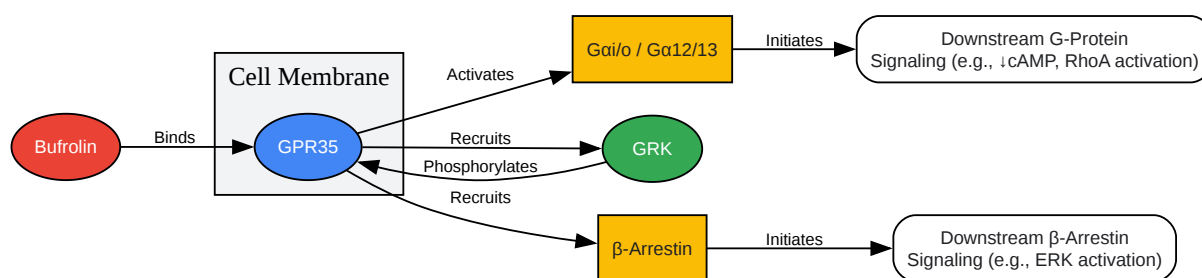 Cell Membrane
Bufrolin
Binds
GPR35
Activates
Gαi/o / Gα12/13
Initiates
Downstream G-Protein
Signaling (e.g., ↓cAMP, RhoA activation)
Recruits
GRK
Phosphorylates
Recruits
β-Arrestin
Initiates
Downstream β-Arrestin
Signaling (e.g., ERK activation)